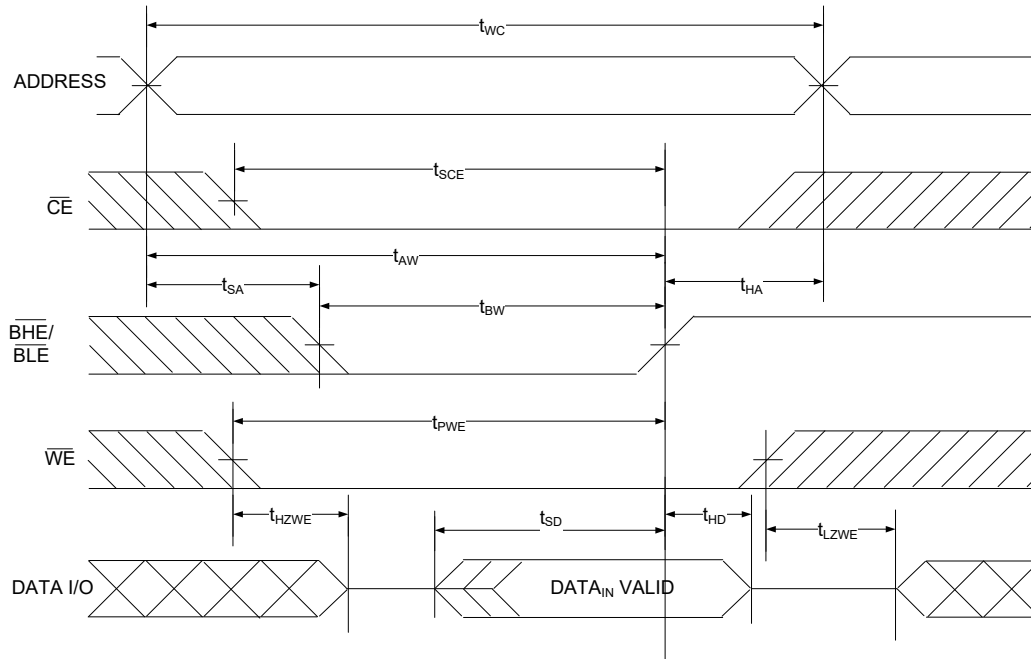 tWC
ADDRESS
tSCE
CE
tAW
tSA
tHA
tBW
BHE/
BLE
tPWE
WE
tHZWE
tSD
tHD
tLZWE
DATA I/O
DATAIN VALID